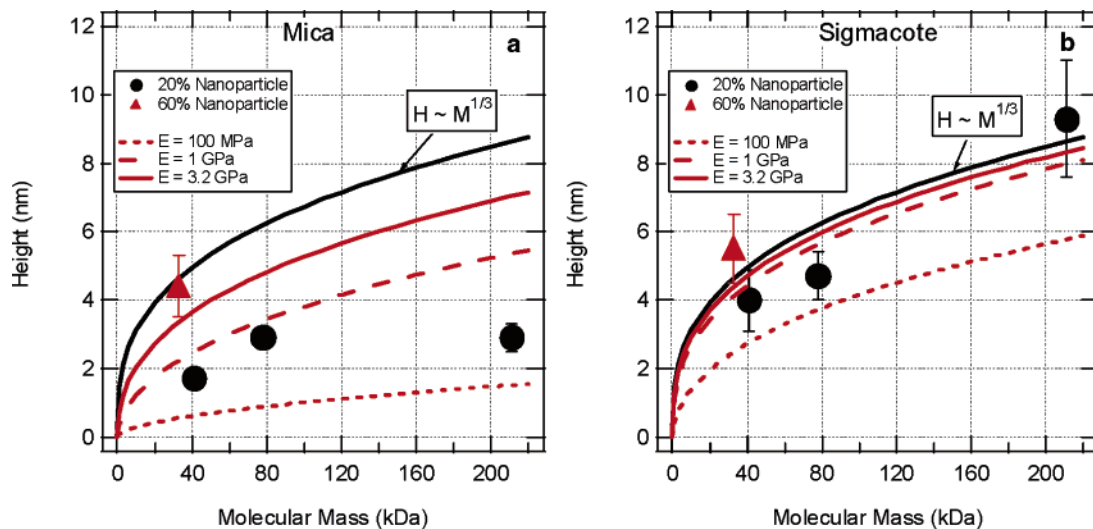 Mica
a
20% Nanoparticle
60% Nanoparticle
E = 100 MPa
E = 1 GPa
E = 3.2 GPa
H ~ M^1/3
12
10
8
6
4
2
0
Height (nm)
0 40 80 120 160 200
Molecular Mass (kDa)
Sigmacote
b
20% Nanoparticle
60% Nanoparticle
E = 100 MPa
E = 1 GPa
E = 3.2 GPa
H ~ M^1/3
12
10
8
6
4
2
0
Height (nm)
0 40 80 120 160 200
Molecular Mass (kDa)